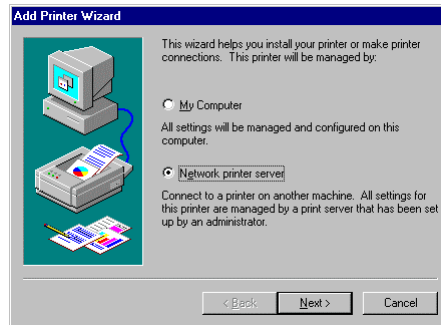 Add Printer Wizard
This wizard helps you install your printer or make printer
connections. This printer will be managed by:
My Computer
All settings will be managed and configured on this
computer.
Network printer server
Connect to a printer on another machine. All settings for
this printer are managed by a print server that has been set
up by an administrator.
< Back
Next >
Cancel